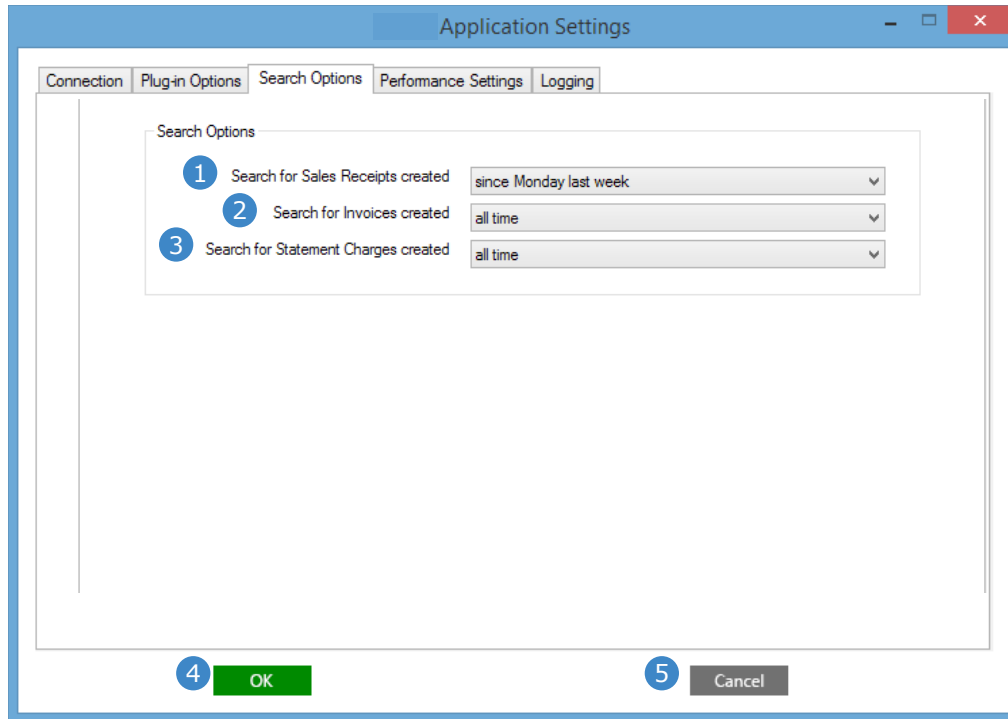 Application Settings
Connection Plug-in Options Search Options Performance Settings Logging
Search Options
1 Search for Sales Receipts created since Monday last week
2 Search for Invoices created all time
3 Search for Statement Charges created all time
4 OK 5 Cancel